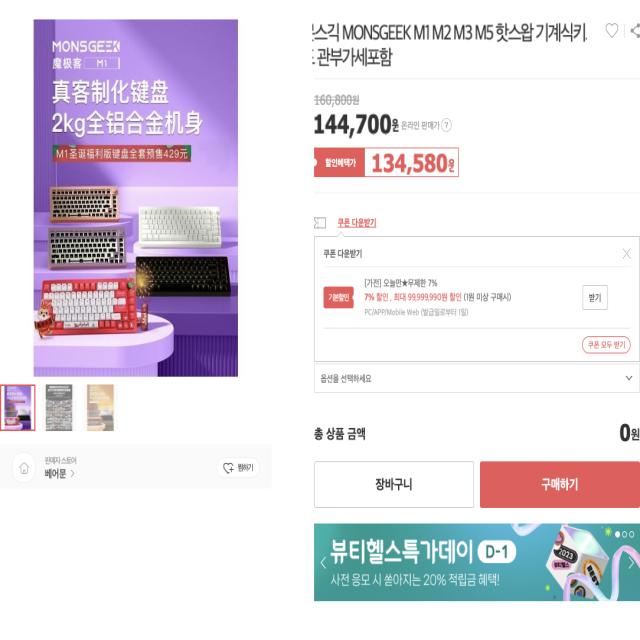 MONSGEEK
魔极客 M1
真客制化键盘
2kg全铝合金机身
M1圣诞福利版键盘全套预售429元
판매자 스토어
베어문
찜하기
몬스긱 MONSGEEK M1 M2 M3 M5 핫스왑 기계식키
드 관부가세포함
160,800원
144,700원 온라인 판매가 ?
할인혜택가 134,580원
쿠폰 다운받기
쿠폰 다운받기
기본할인
[가전] 오늘만★무제한 7%
7% 할인, 최대 99,999,990원 할인 (1원 이상 구매시)
PC/APP/Mobile Web (발급일로부터 1일)
받기
쿠폰 모두 받기
옵션을 선택하세요
총 상품 금액 0원
장바구니
구매하기
뷰티헬스특가데이 D-1
사전 응모 시 쏟아지는 20% 적립금 혜택!
2023
뷰티헬스
BEST